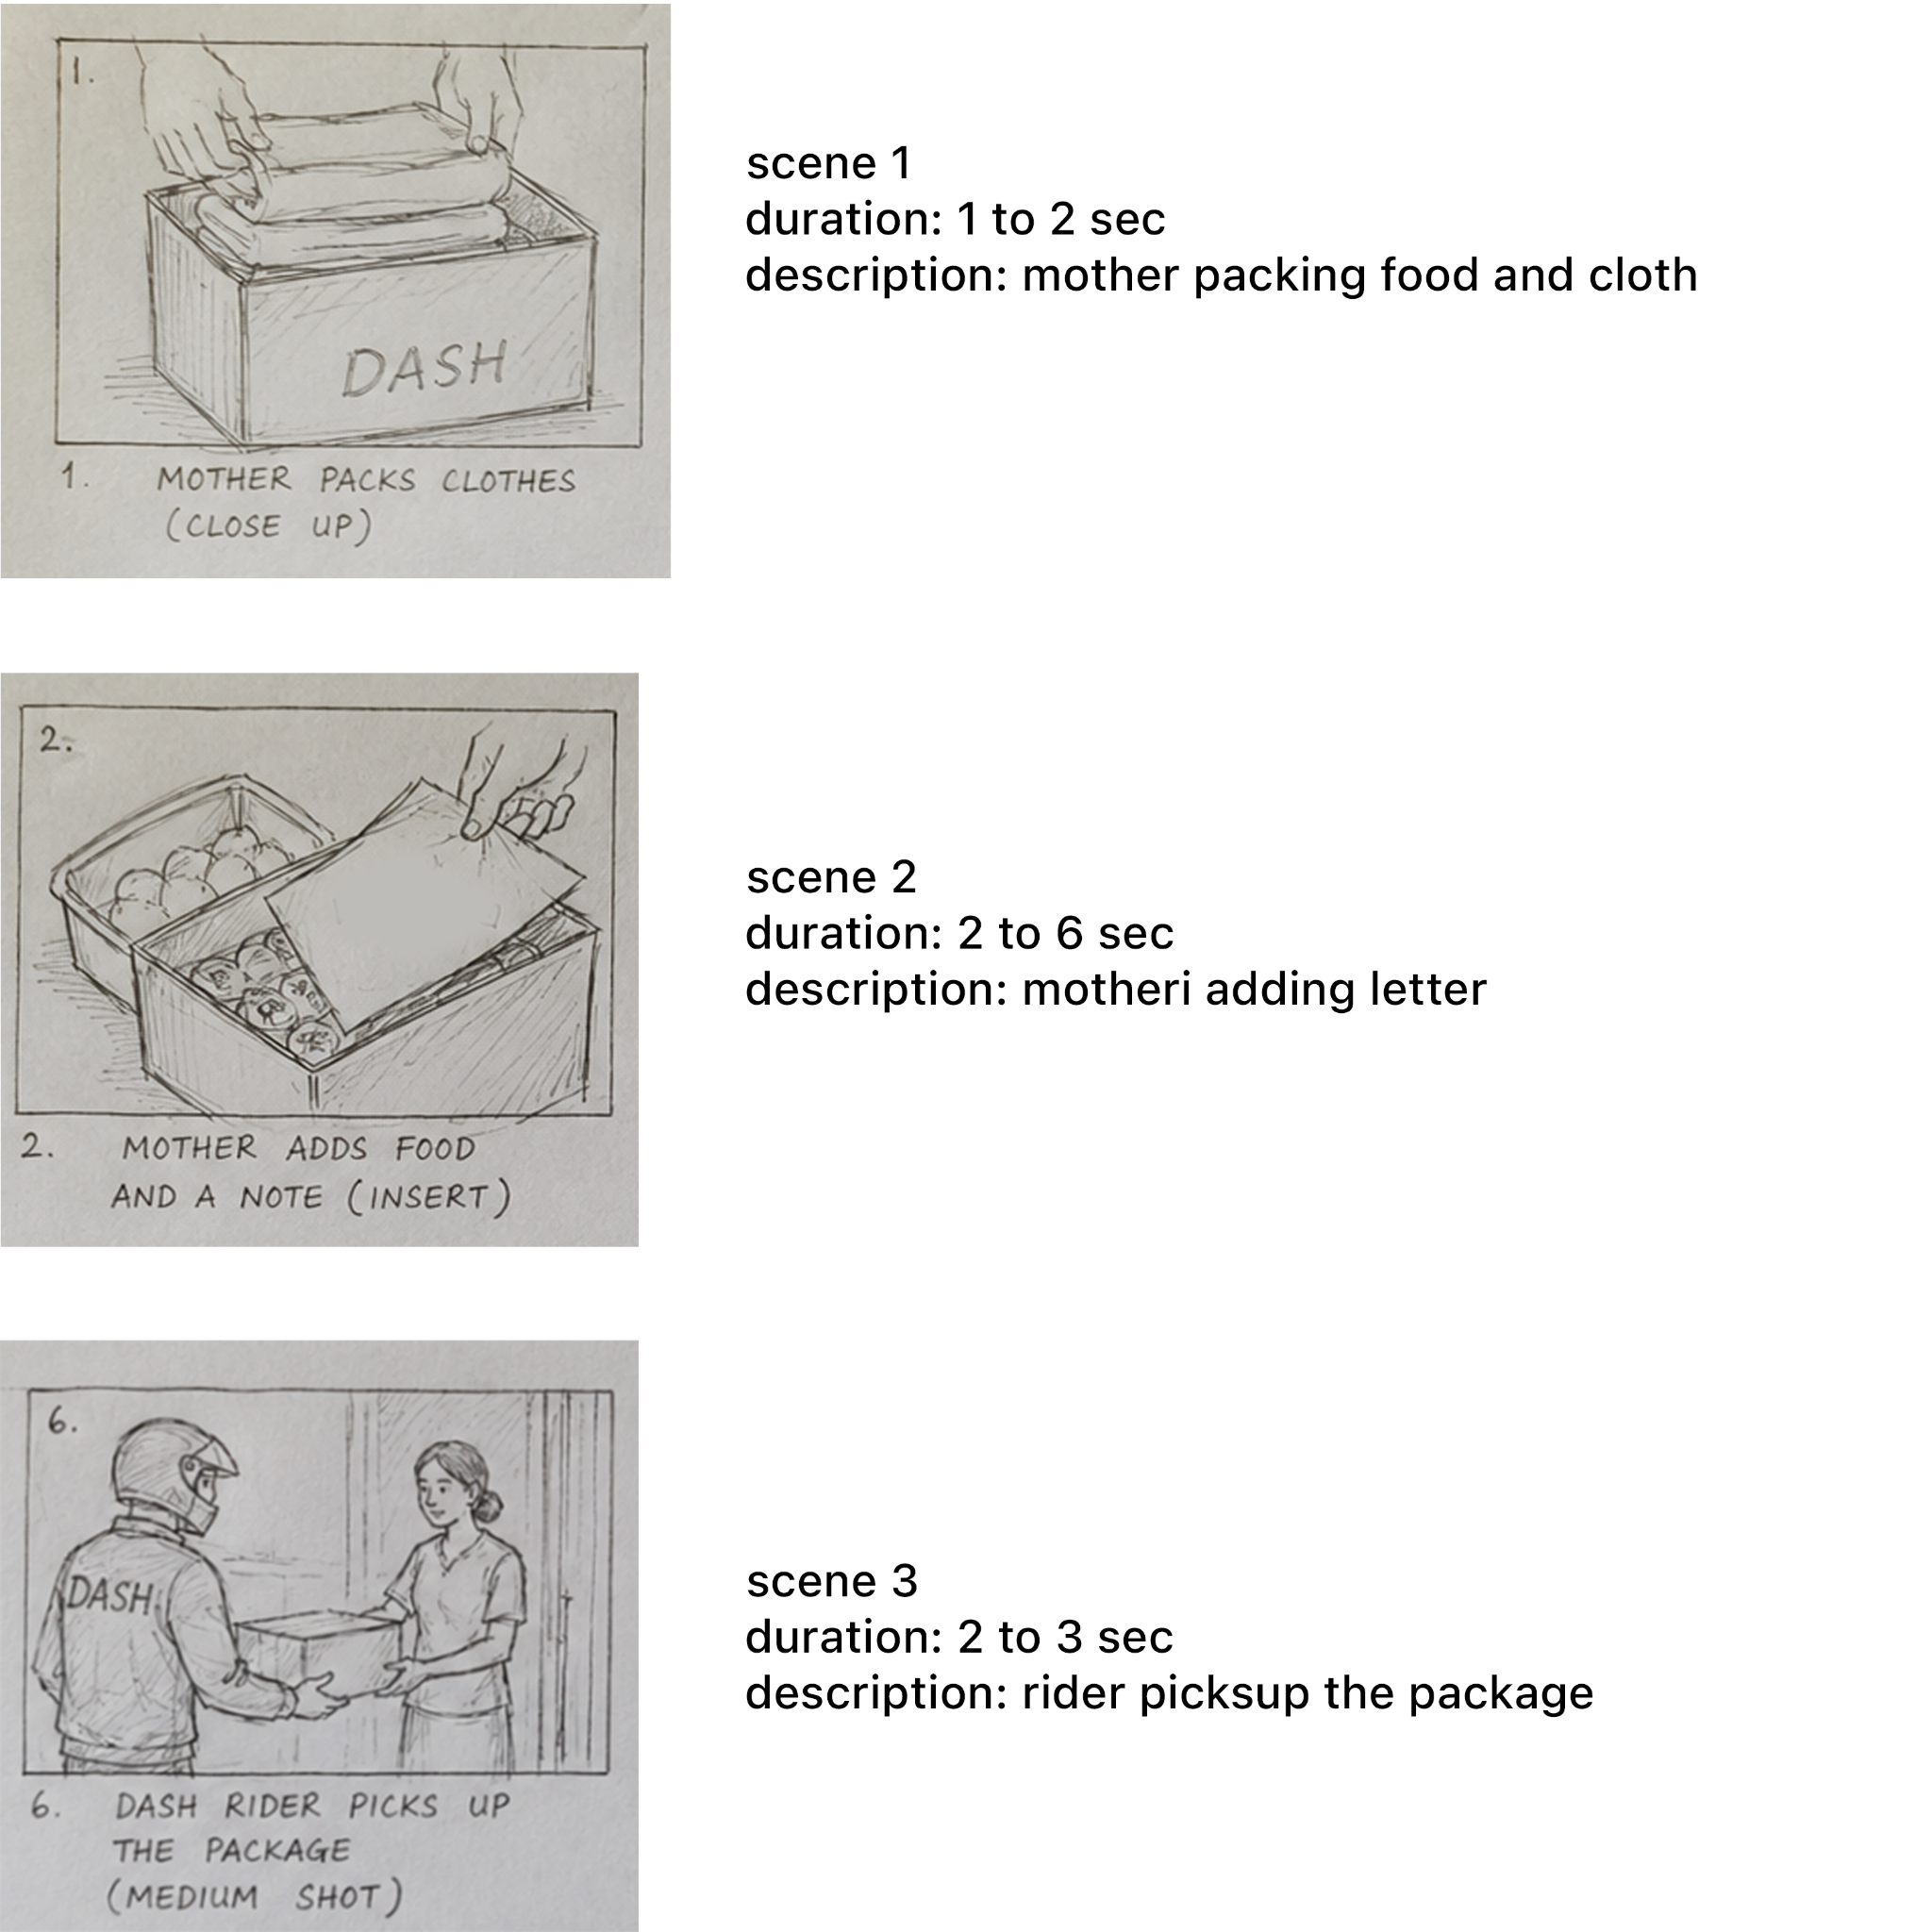 1.
DASH
1. MOTHER PACKS CLOTHES
(CLOSE UP)
scene 1
duration: 1 to 2 sec
description: mother packing food and cloth
2.
2. MOTHER ADDS FOOD
AND A NOTE (INSERT)
scene 2
duration: 2 to 6 sec
description: motheri adding letter
6.
DASH
6. DASH RIDER PICKS UP
THE PACKAGE
(MEDIUM SHOT)
scene 3
duration: 2 to 3 sec
description: rider picksup the package